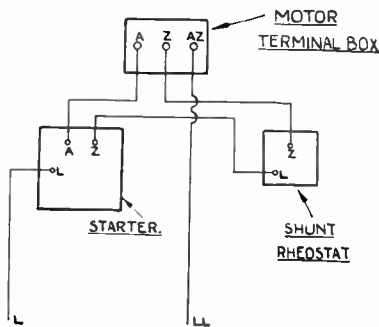 MOTOR
TERMINAL BOX
A Z AZ
A Z
L
Z
L
STARTER.
SHUNT
RHEOSTAT
L
LL